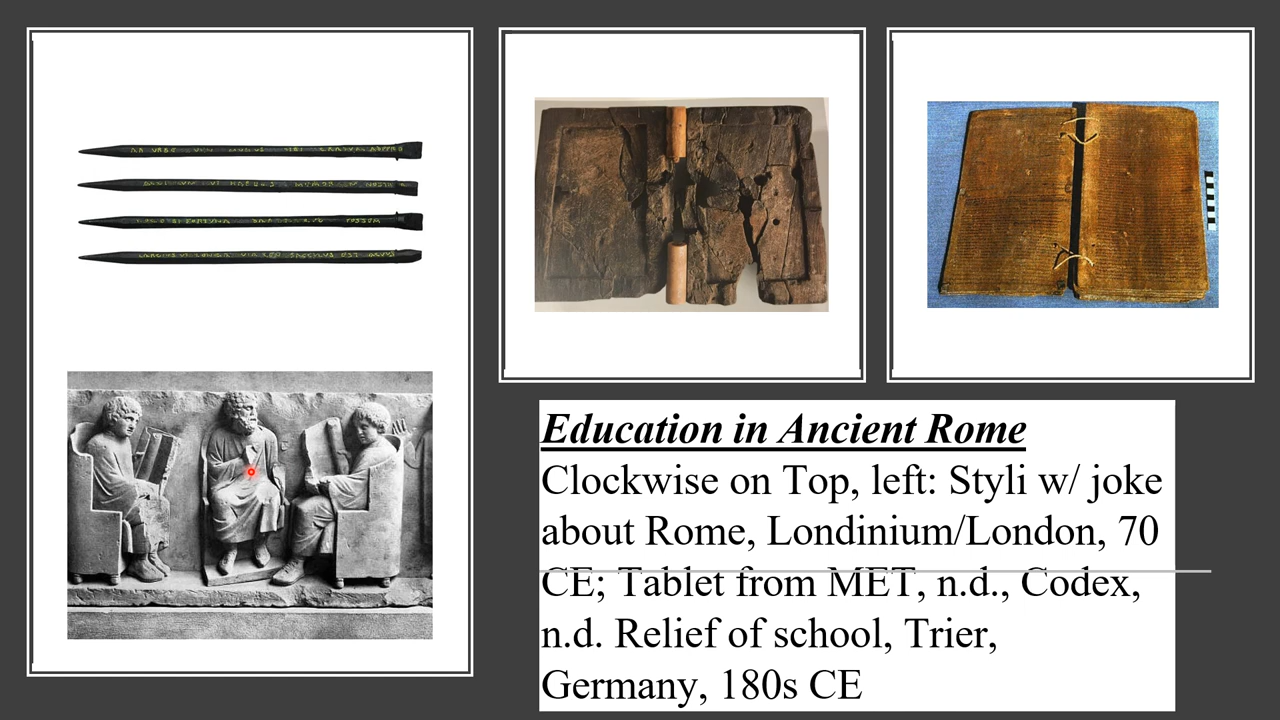 Education in Ancient Rome
Clockwise on Top, left: Styli w/ joke
about Rome, Londinium/London, 70
CE; Tablet from MET, n.d., Codex,
n.d. Relief of school, Trier,
Germany, 180s CE